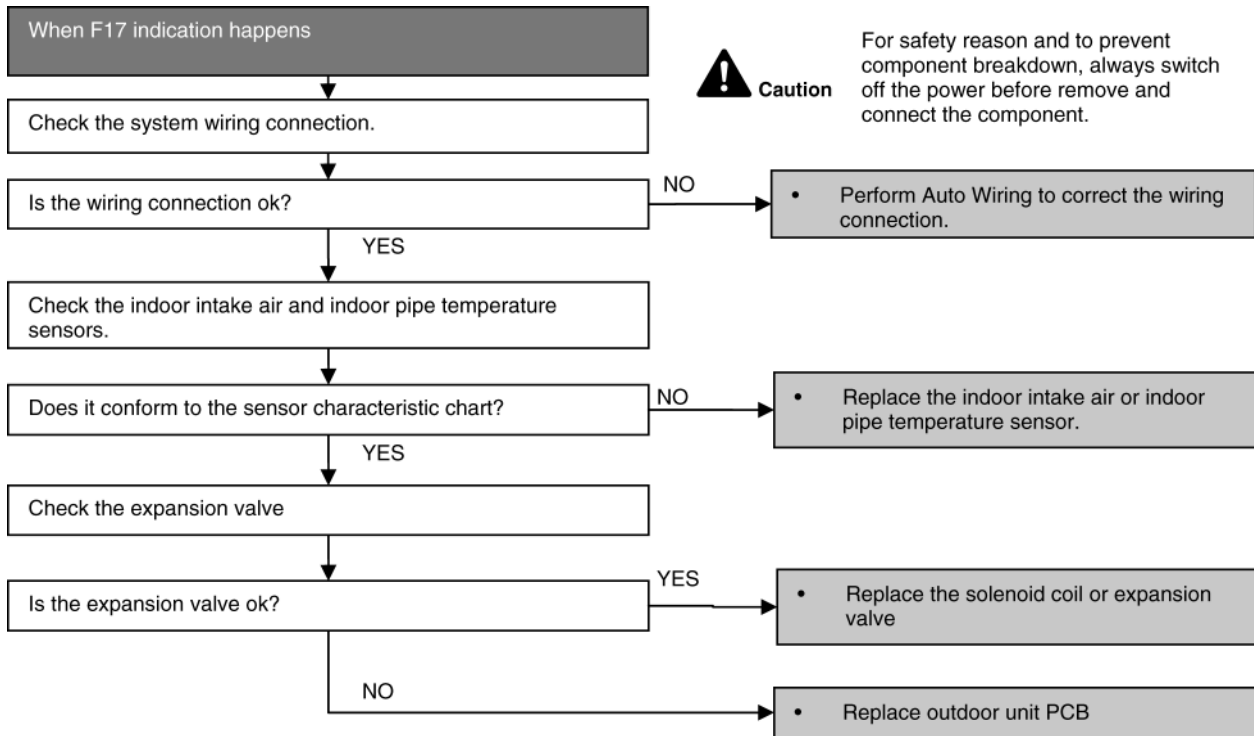 When F17 indication happens
Caution
For safety reason and to prevent
component breakdown, always switch
off the power before remove and
connect the component.
Check the system wiring connection.
Is the wiring connection ok?
NO
• Perform Auto Wiring to correct the wiring
connection.
YES
Check the indoor intake air and indoor pipe temperature
sensors.
Does it conform to the sensor characteristic chart?
NO
• Replace the indoor intake air or indoor
pipe temperature sensor.
YES
Check the expansion valve
Is the expansion valve ok?
YES
• Replace the solenoid coil or expansion
valve
NO
• Replace outdoor unit PCB